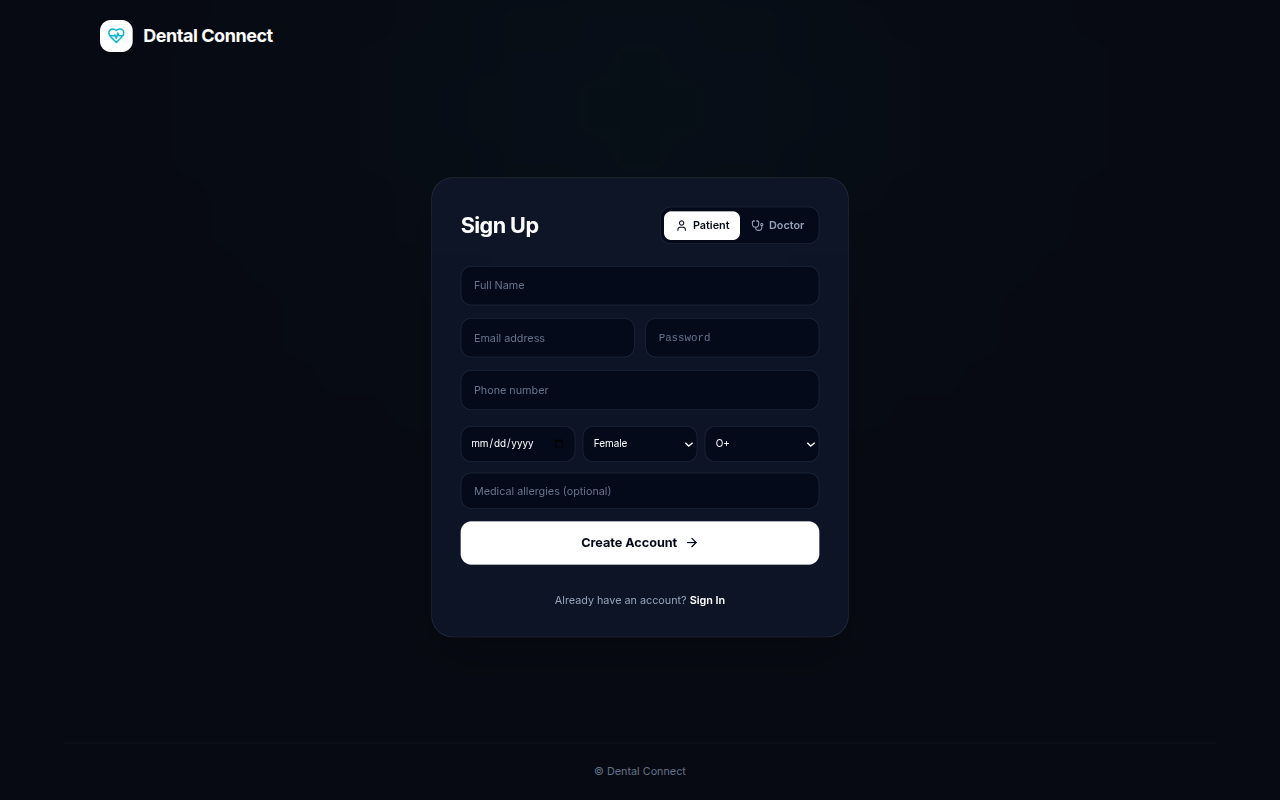 Dental Connect
Sign Up
Patient
Doctor
Full Name
Email address
Password
Phone number
mm/dd/yyyy
Female
O+
Medical allergies (optional)
Create Account →
Already have an account? Sign In
© Dental Connect